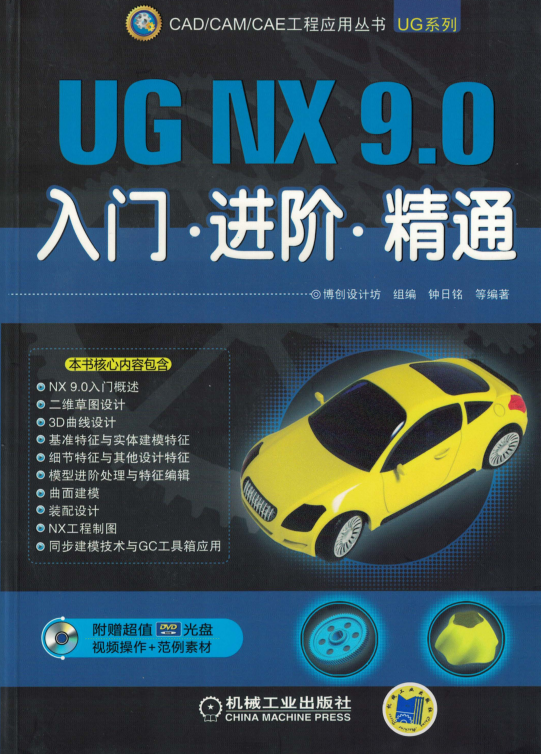 CAD/CAM/CAE工程应用丛书 UG系列
UG NX 9.0
入门·进阶·精通
◎博创设计坊 组编 钟日铭 等编著
本书核心内容包含
NX 9.0入门概述
二维草图设计
3D曲线设计
基准特征与实体建模特征
细节特征与其他设计特征
模型进阶处理与特征编辑
曲面建模
装配设计
NX工程制图
同步建模技术与GC工具箱应用
附赠超值 DVD 光盘
视频操作+范例素材
机械工业出版社
CHINA MACHINE PRESS